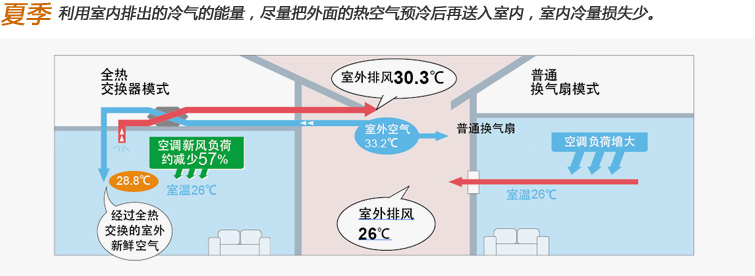 夏季 利用室内排出的冷气的能量，尽量把外面的热空气预冷后再送入室内，室内冷量损失少。
全热
交换器模式
室外排风30.3℃
普通
换气扇模式
空调新风负荷
约减少57%
室外空气
33.2℃
普通换气扇
空调负荷增大
28.8℃
室温26℃
室温26℃
经过全热
交换的室外
新鲜空气
室外排风
26℃